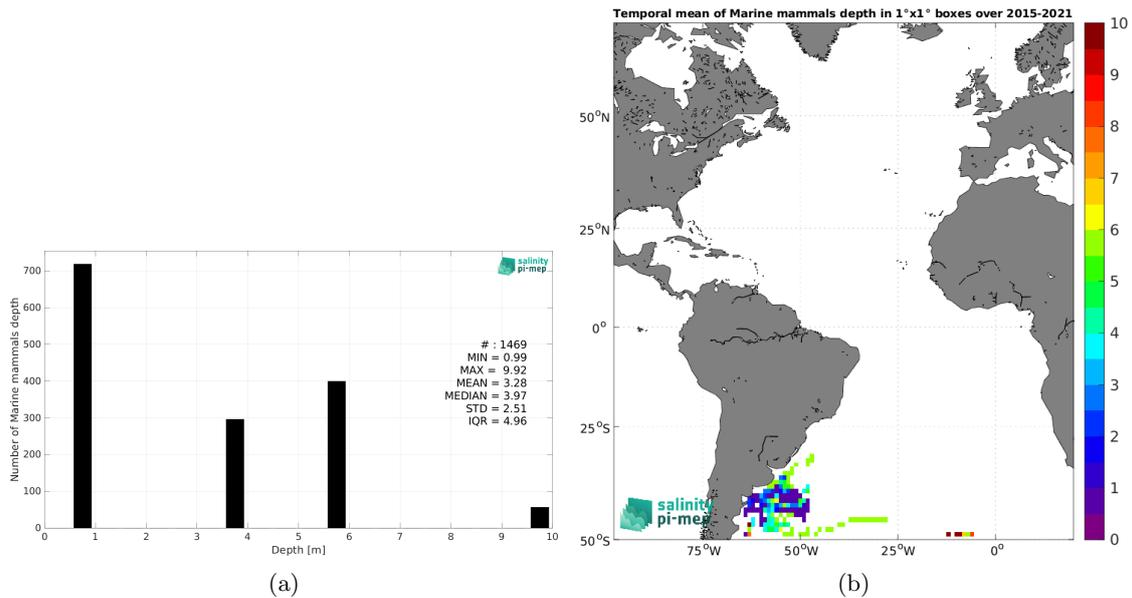 salinity
pi-mep
Number of Marine mammals depth
700
600
500
400
300
200
100
0
# : 1469
MIN = 0.99
MAX = 9.92
MEAN = 3.28
MEDIAN = 3.97
STD = 2.51
IQR = 4.96
0 1 2 3 4 5 6 7 8 9 10
Depth [m]
(a)
Temporal mean of Marine mammals depth in 1°x1° boxes over 2015-2021
50°N
25°N
0°
25°S
50°S
salinity
pi-mep
75°W 50°W 25°W 0°
10
9
8
7
6
5
4
3
2
1
0
(b)